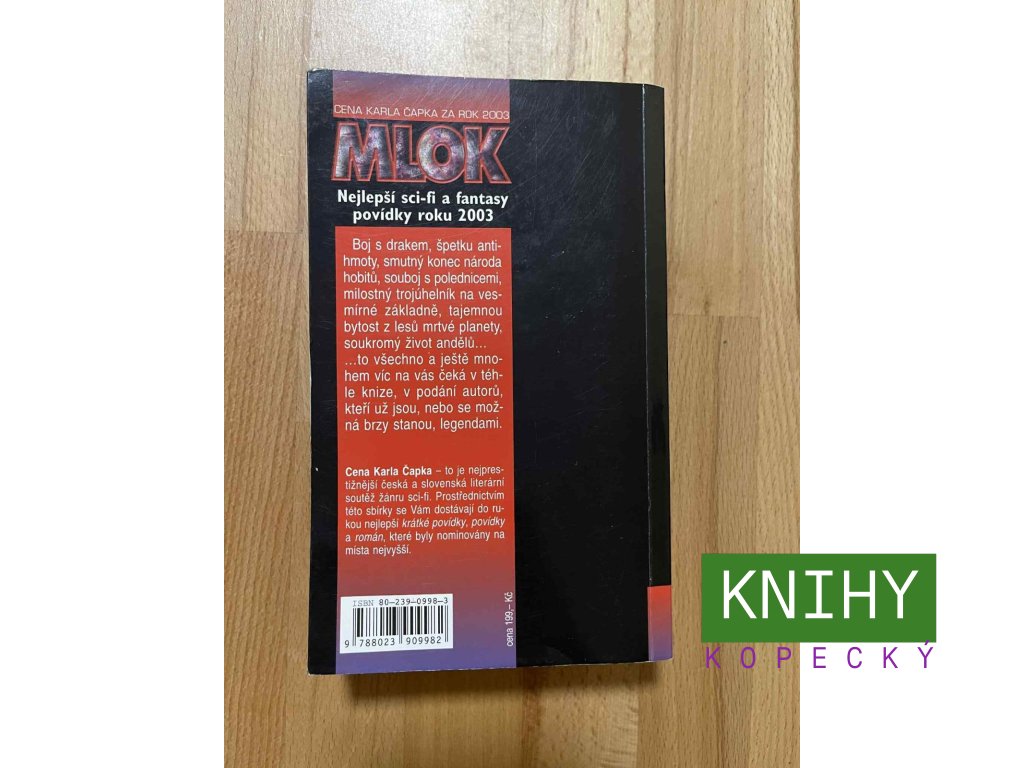 CENA KARLA ČAPKA ZA ROK 2003
MLOK
Nejlepší sci-fi a fantasy
povídky roku 2003
Boj s drakem, špetku anti-
hmoty, smutný konec národa
hobitů, souboj s polednicemi,
milostný trojúhelník na ves-
mírné základně, tajemnou
bytost z lesů mrtvé planety,
soukromý život andělů...
...to všechno a ještě mno-
hem víc na vás čeká v téh-
le knize, v podání autorů,
kteří už jsou, nebo se mož-
ná brzy stanou, legendami.
Cena Karla Čapka – to je nejpres-
tižnější česká a slovenská literární
soutěž žánru sci-fi. Prostřednictvím
této sbírky se Vám dostávají do ru-
kou nejlepší krátké povídky, povídky
a román, které byly nominovány na
místa nejvyšší.
ISBN 80-239-0998-3
9 788023 909982
cena 199,– Kč
KNIHY
KOPECKÝ